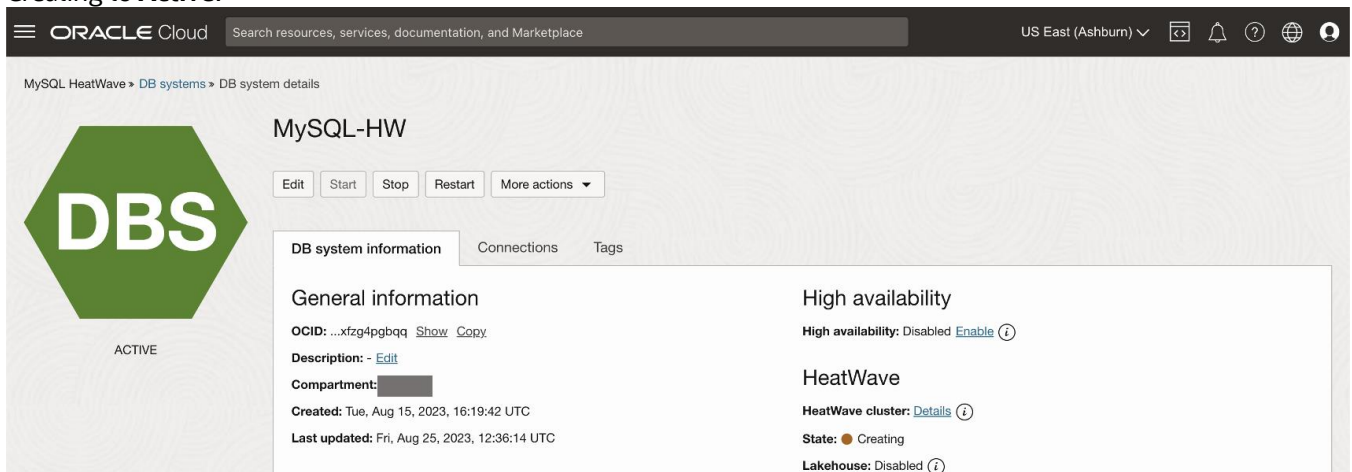 Creating to Active.
ORACLE Cloud
Search resources, services, documentation, and Marketplace
US East (Ashburn)
MySQL HeatWave » DB systems » DB system details
DBS
ACTIVE
MySQL-HW
Edit Start Stop Restart More actions
DB system information Connections Tags
General information
OCID: ...xfzg4pgbqq Show Copy
Description: - Edit
Compartment:
Created: Tue, Aug 15, 2023, 16:19:42 UTC
Last updated: Fri, Aug 25, 2023, 12:36:14 UTC
High availability
High availability: Disabled Enable
HeatWave
HeatWave cluster: Details
State: Creating
Lakehouse: Disabled